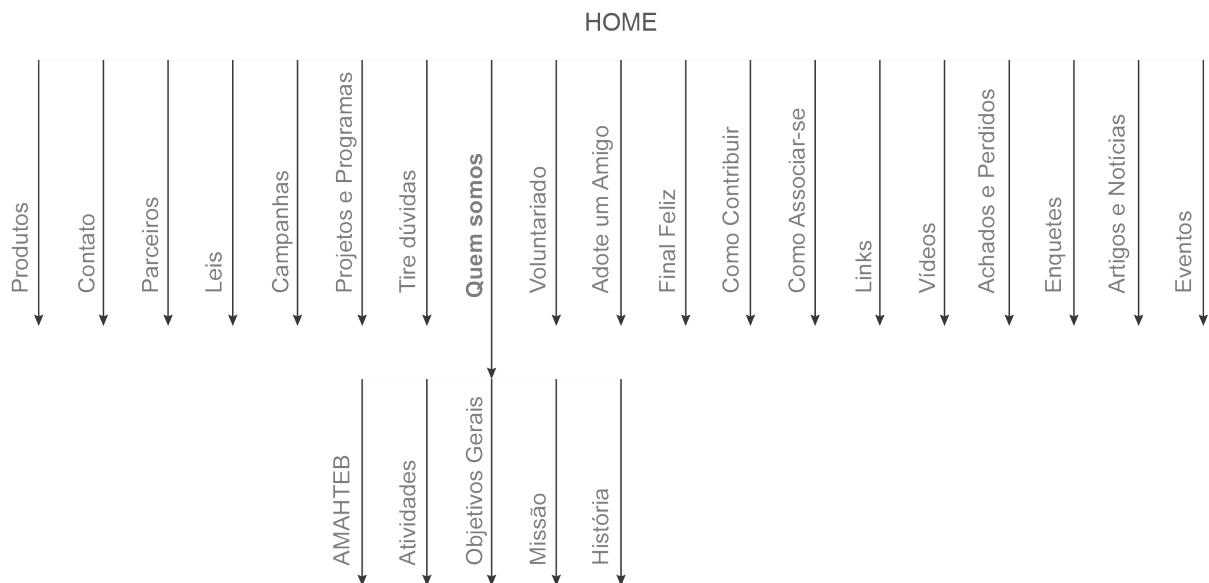 HOME
Produtos
Contato
Parceiros
Leis
Campanhas
Projetos e Programas
Tire dúvidas
Quem somos
Voluntariado
Adote um Amigo
Final Feliz
Como Contribuir
Como Associar-se
Links
Vídeos
Achados e Perdidos
Enquetes
Artigos e Notícias
Eventos
AMAHTEB
Atividades
Objetivos Gerais
Missão
História